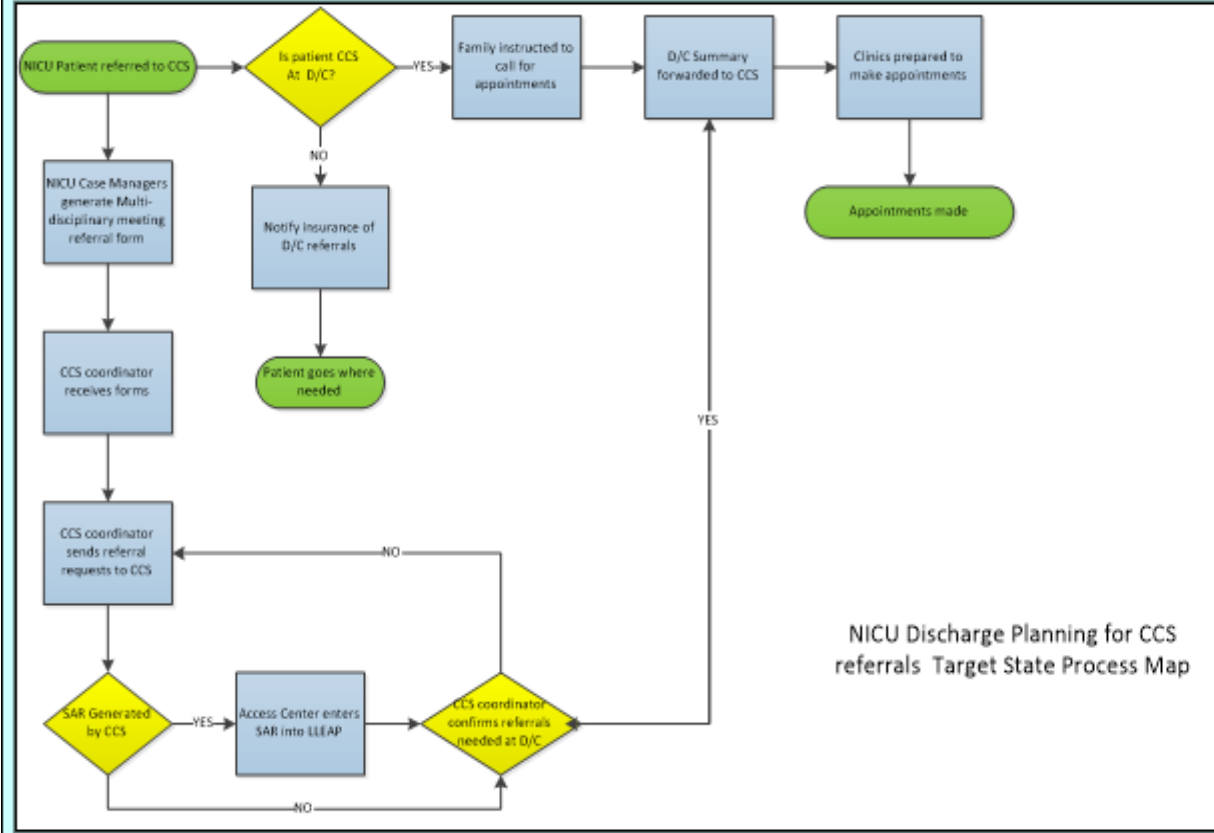 NICU Patient referred to CCS
Is patient CCS
At D/C?
YES
Family instructed to
call for
appointments
D/C Summary
forwarded to CCS
Clinics prepared to
make appointments
NO
Appointments made
NICU Case Managers
generate Multi-
disciplinary meeting
referral form
Notify insurance of
D/C referrals
Patient goes where
needed
CCS coordinator
receives forms
YES
CCS coordinator
sends referral
requests to CCS
NO
SAR Generated
by CCS
YES
Access Center enters
SAR into LLEAP
CCS coordinator
confirms referrals
needed at D/C
NO
NICU Discharge Planning for CCS
referrals Target State Process Map